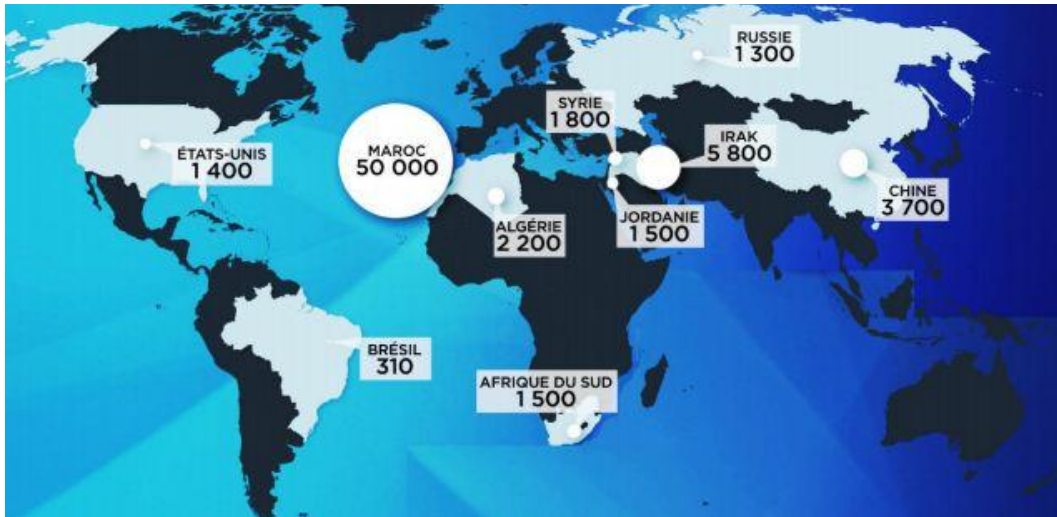 RUSSIE
1 300
SYRIE
1 800
IRAK
5 800
MAROC
50 000
ÉTATS-UNIS
1 400
CHINE
3 700
ALGÉRIE
2 200
JORDANIE
1 500
BRÉSIL
310
AFRIQUE DU SUD
1 500